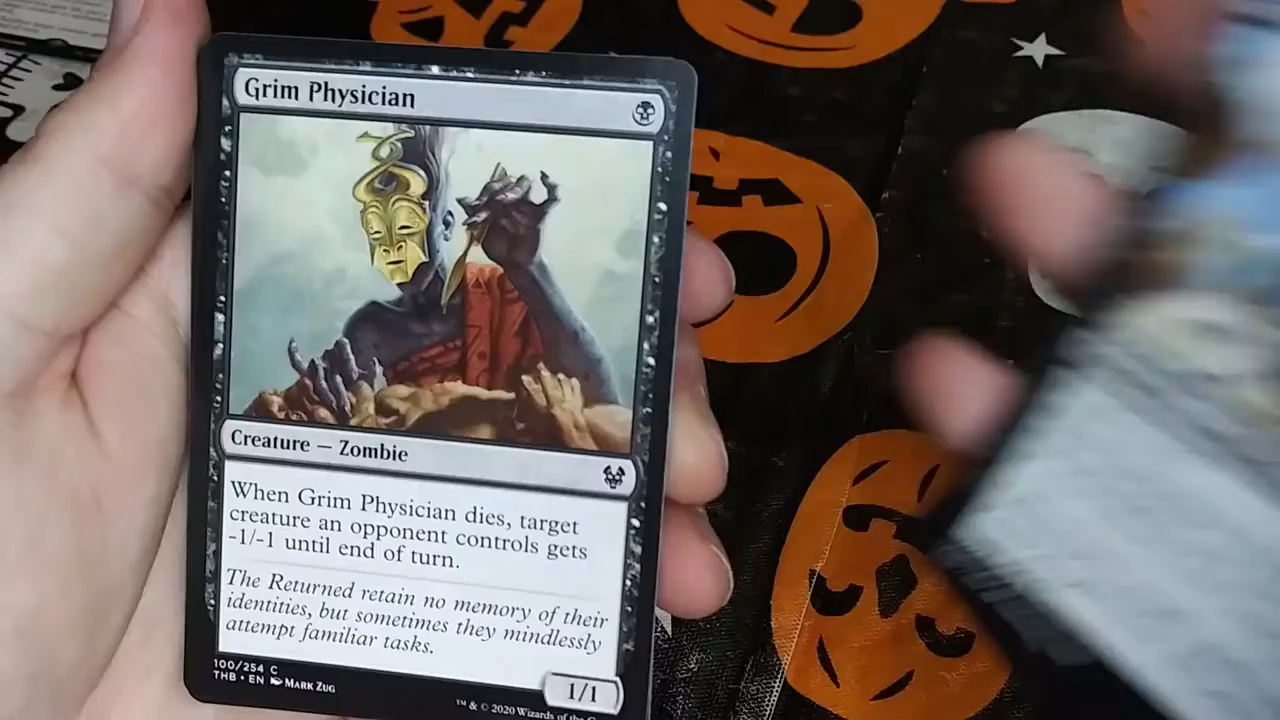 Grim Physician
Creature — Zombie
When Grim Physician dies, target
creature an opponent controls gets
-1/-1 until end of turn.
The Returned retain no memory of their
identities, but sometimes they mindlessly
attempt familiar tasks.
1/1
100/254 C
THB • EN Mark Zug
™ & © 2020 Wizards of the